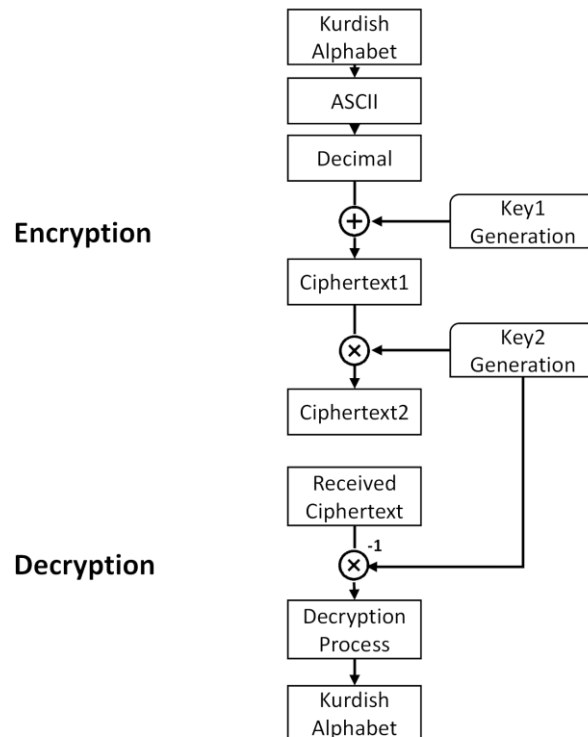 Kurdish
Alphabet
ASCII
Decimal
Encryption
+
Key1
Generation
Ciphertext1
×
Key2
Generation
Ciphertext2
Received
Ciphertext
-1
×
Decryption
Decryption
Process
Kurdish
Alphabet